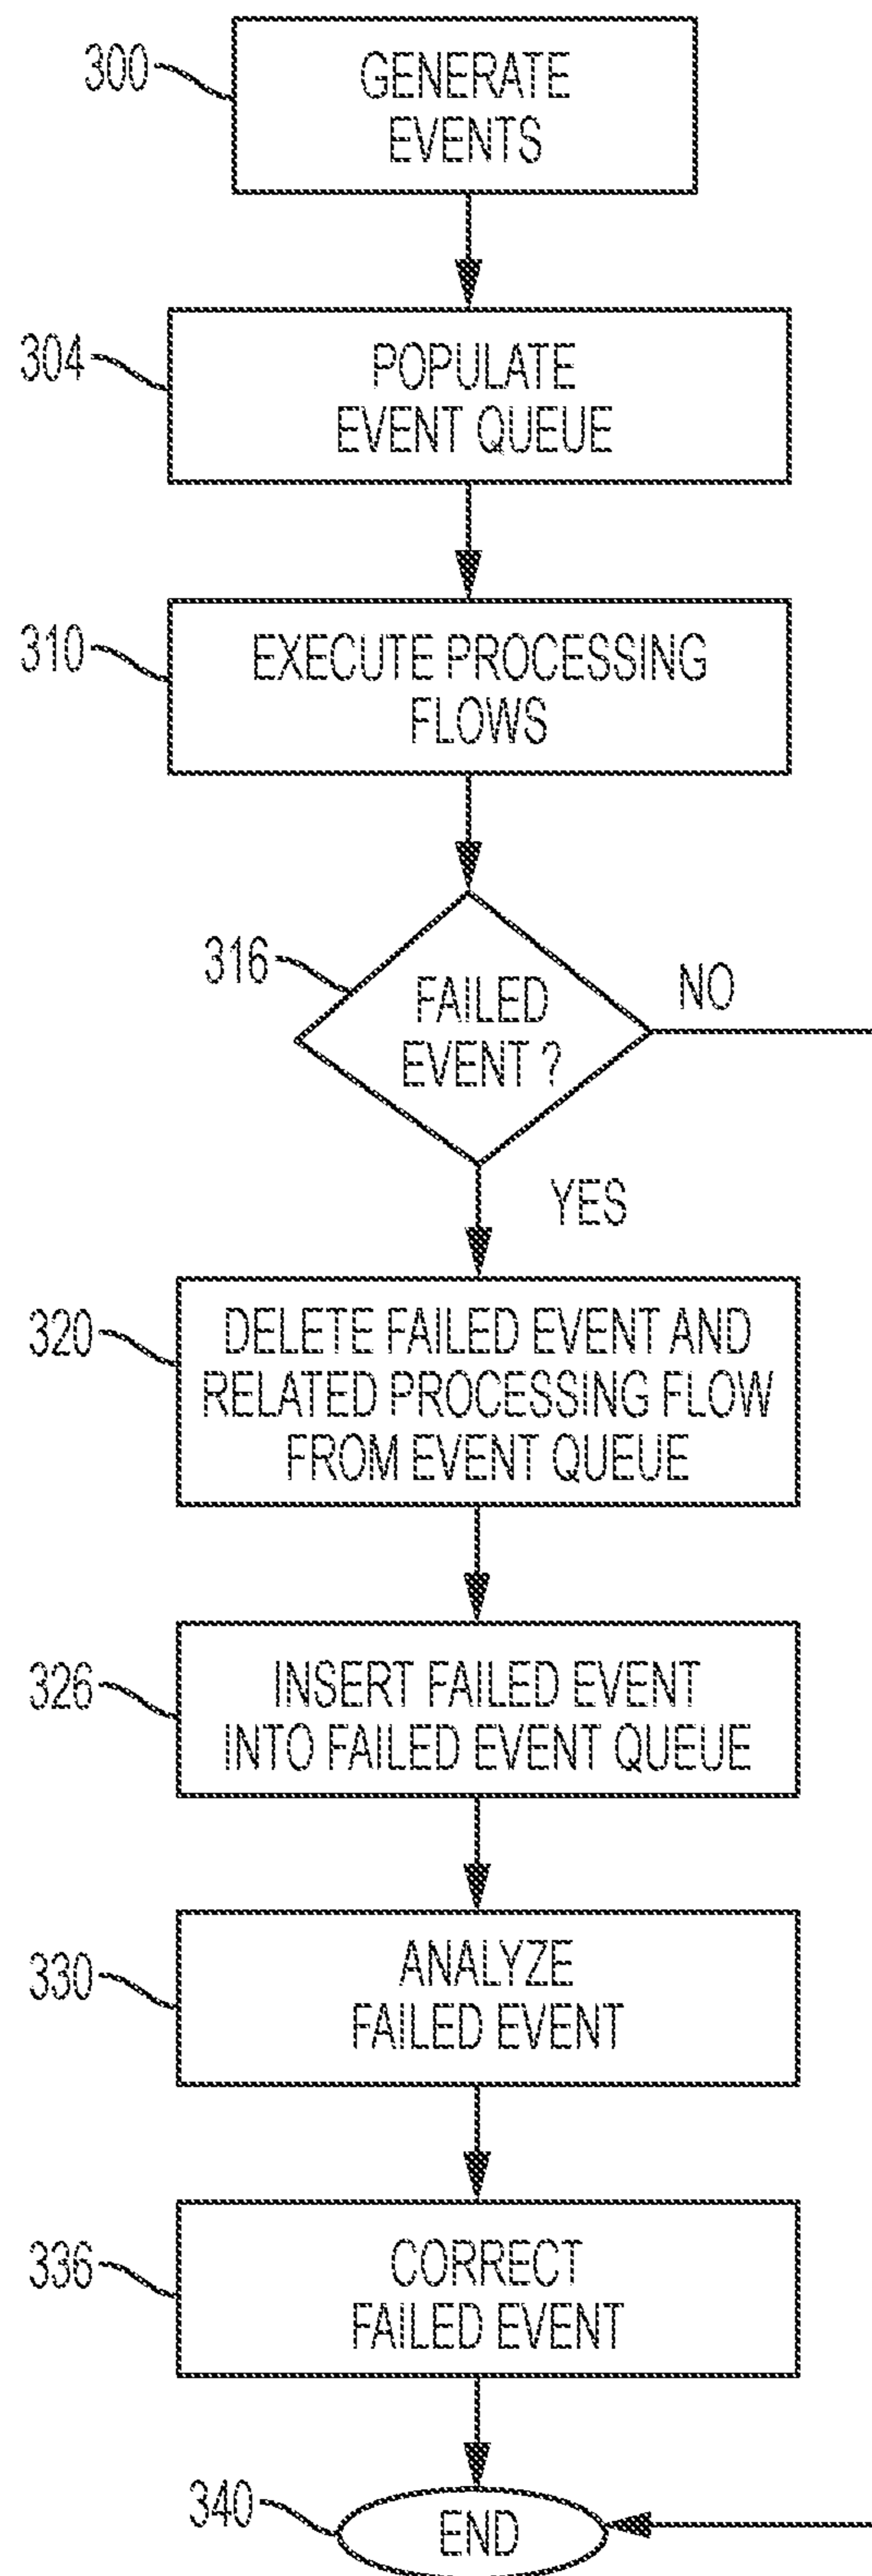 300
GENERATE
EVENTS
304
POPULATE
EVENT QUEUE
310
EXECUTE PROCESSING
FLOWS
316
FAILED
EVENT ?
NO
YES
320
DELETE FAILED EVENT AND
RELATED PROCESSING FLOW
FROM EVENT QUEUE
326
INSERT FAILED EVENT
INTO FAILED EVENT QUEUE
330
ANALYZE
FAILED EVENT
336
CORRECT
FAILED EVENT
340
END